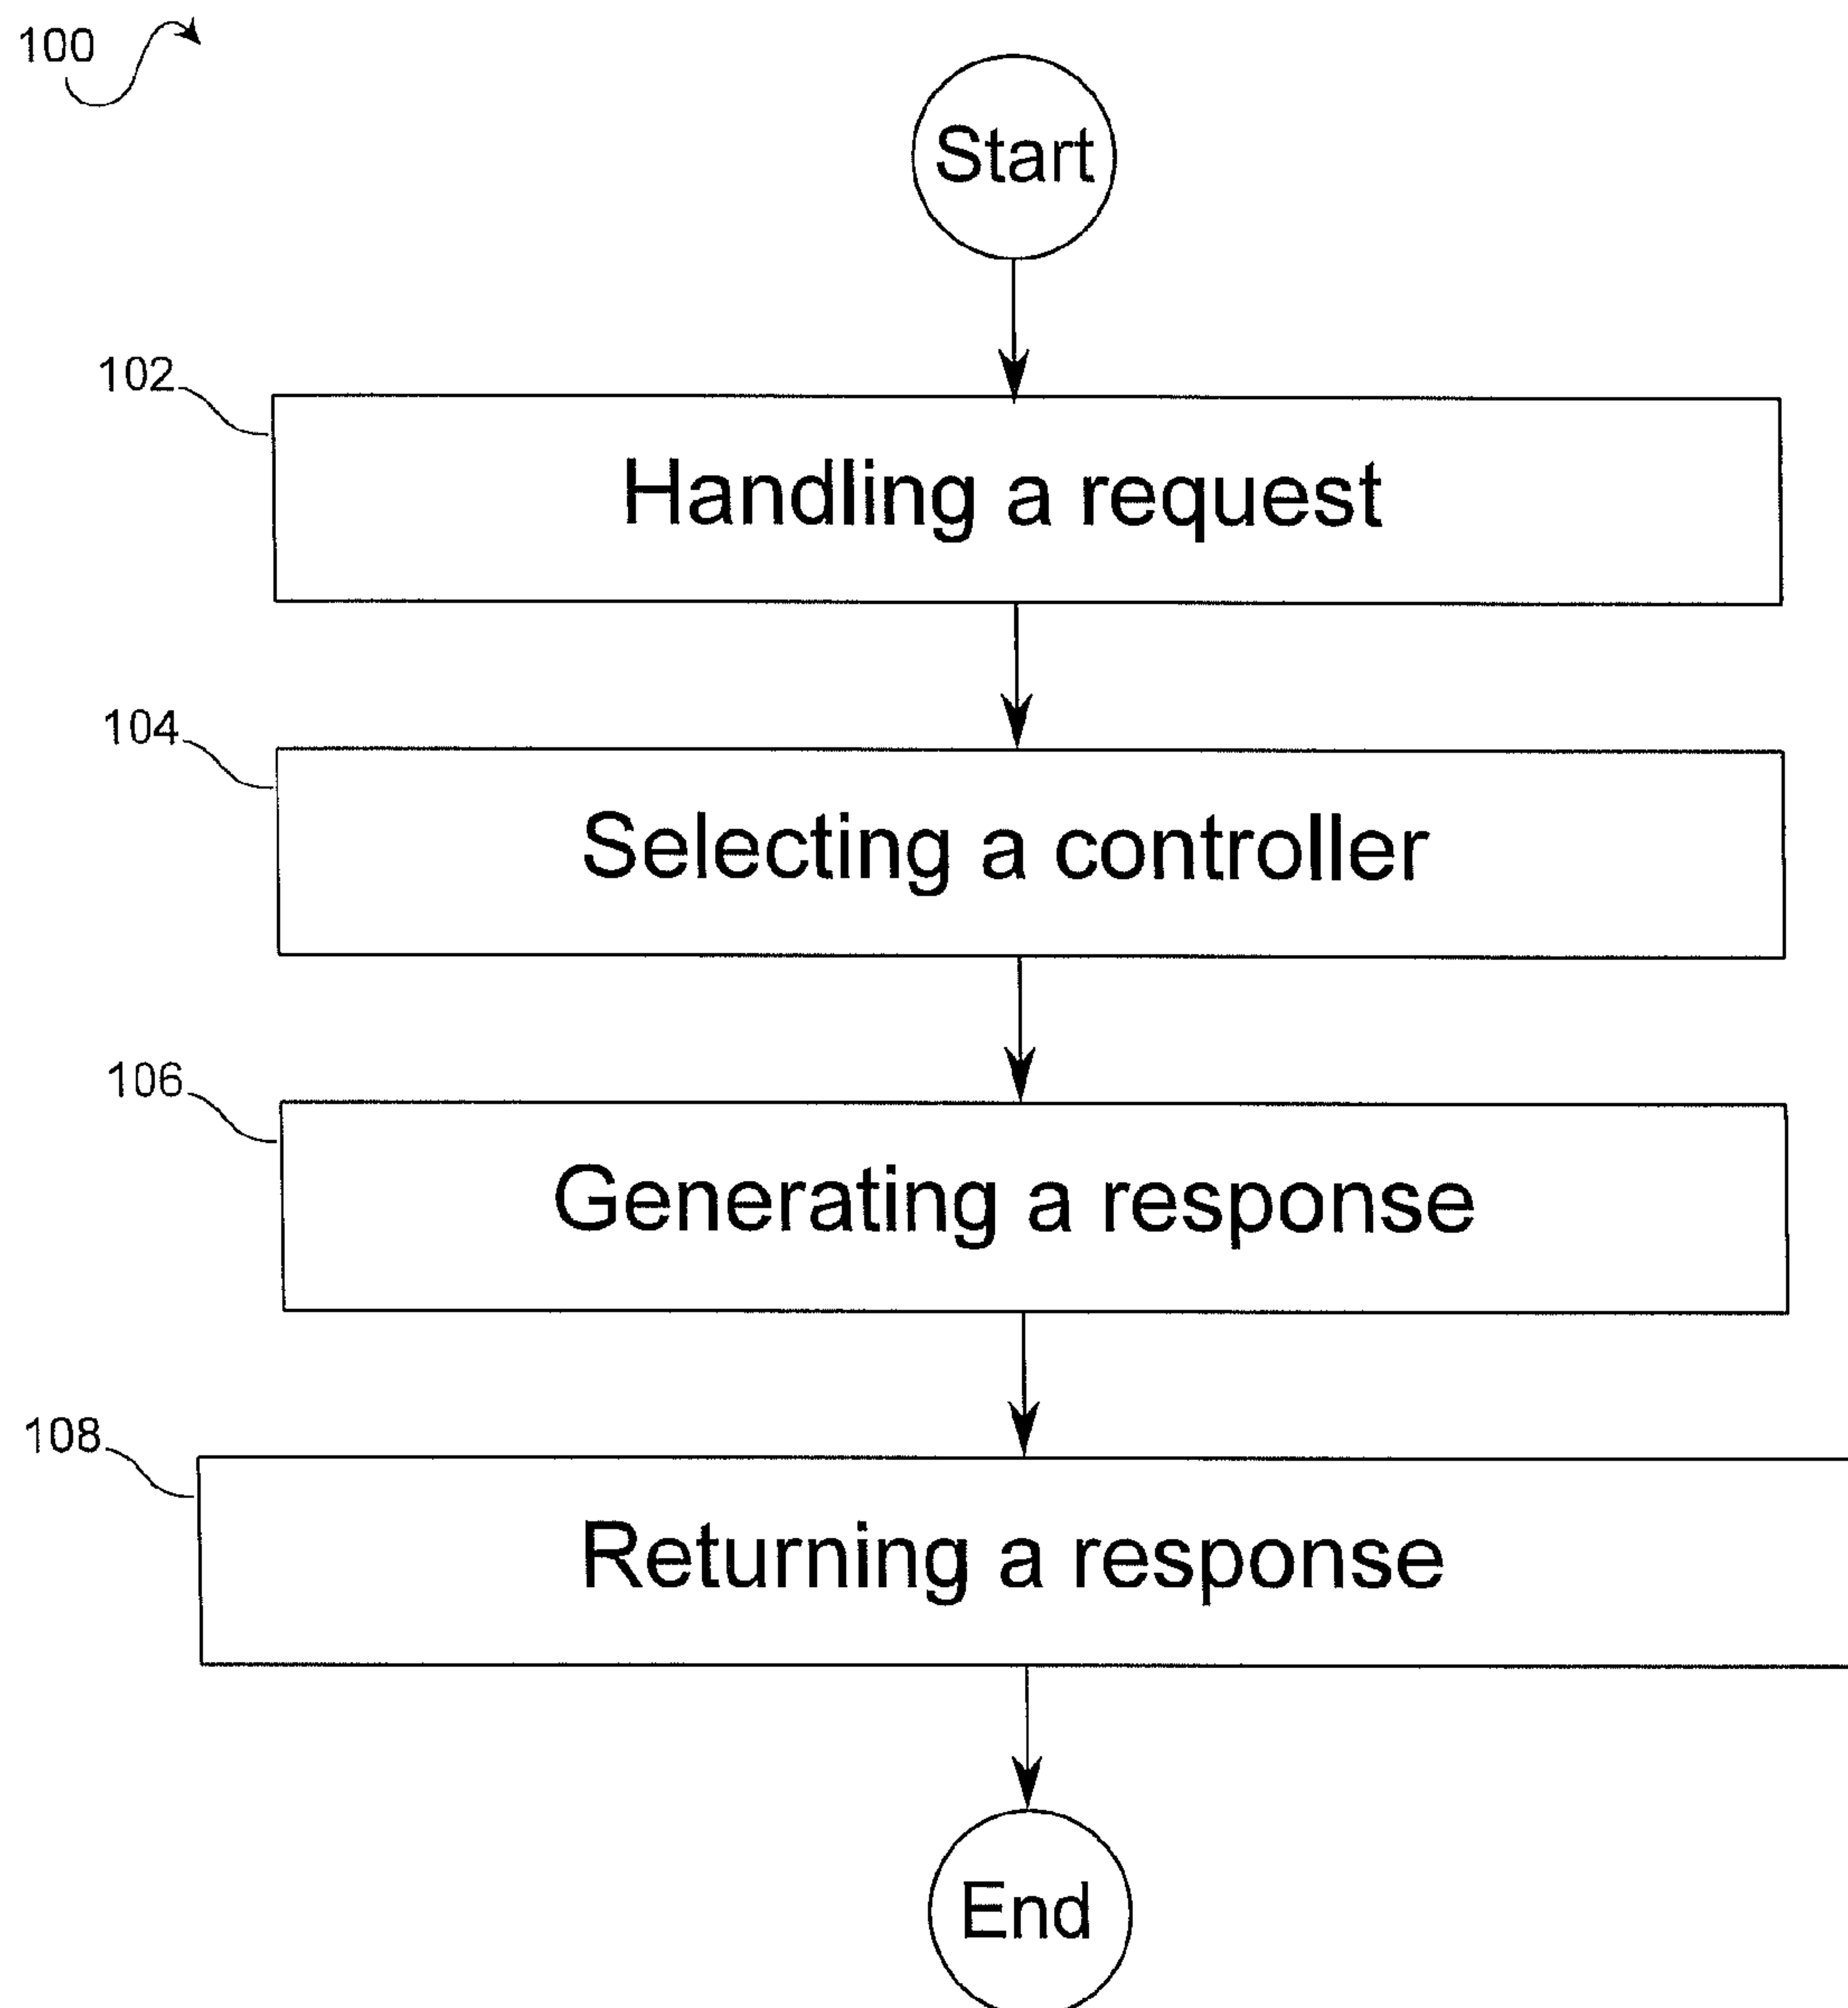 100
Start
102
Handling a request
104
Selecting a controller
106
Generating a response
108
Returning a response
End